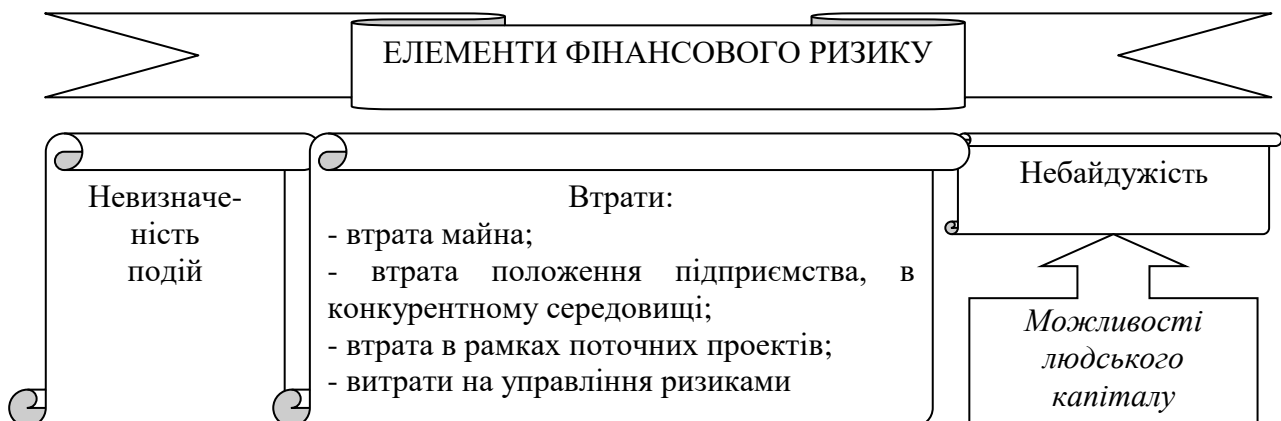 ЕЛЕМЕНТИ ФІНАНСОВОГО РИЗИКУ
Невизначе-
ність
подій
Втрати:
- втрата майна;
- втрата положення підприємства, в
конкурентному середовищі;
- втрата в рамках поточних проектів;
- витрати на управління ризиками
Небайдужість
Можливості
людського
капіталу